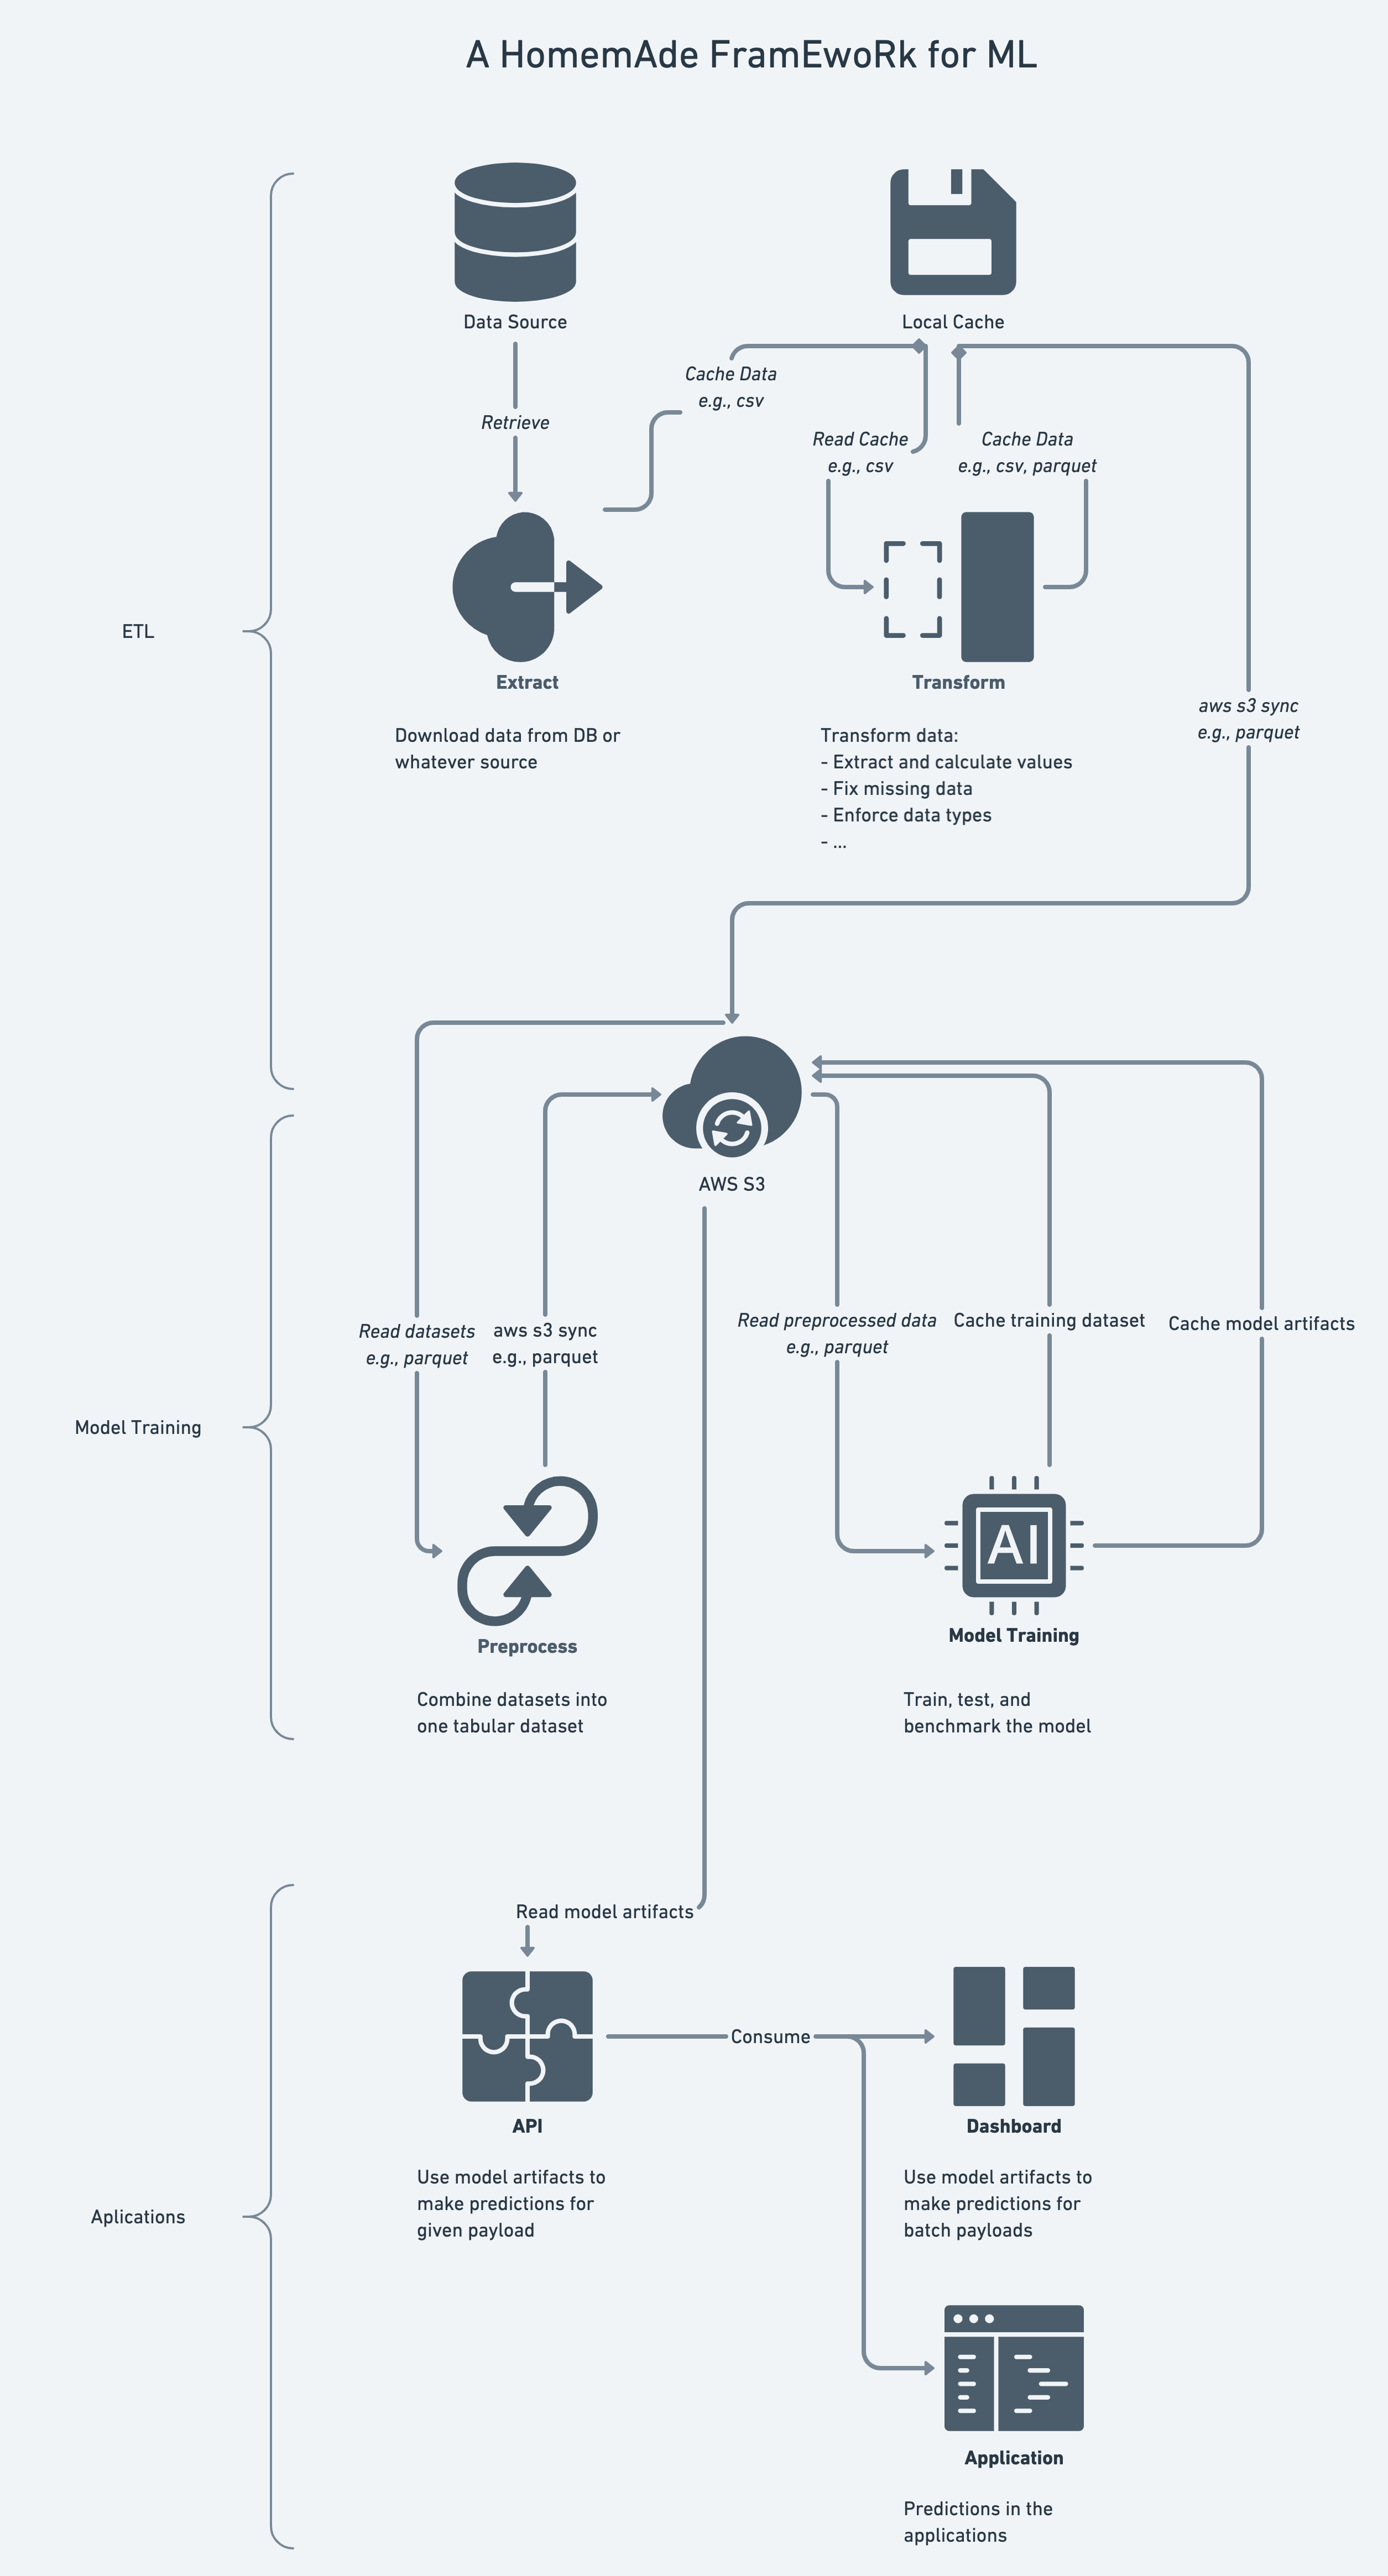 A HomemAde FramEwoRk for ML
Data Source
Local Cache
Cache Data
e.g., csv
Retrieve
Read Cache
e.g., csv
Cache Data
e.g., csv, parquet
ETL
Extract
Transform
aws s3 sync
e.g., parquet
Download data from DB or
whatever source
Transform data:
- Extract and calculate values
- Fix missing data
- Enforce data types
- ...
AWS S3
Read datasets
e.g., parquet
aws s3 sync
e.g., parquet
Read preprocessed data
e.g., parquet
Cache training dataset
Cache model artifacts
Model Training
AI
Preprocess
Model Training
Combine datasets into
one tabular dataset
Train, test, and
benchmark the model
Read model artifacts
Consume
API
Dashboard
Use model artifacts to
make predictions for
given payload
Use model artifacts to
make predictions for
batch payloads
Aplications
Application
Predictions in the
applications